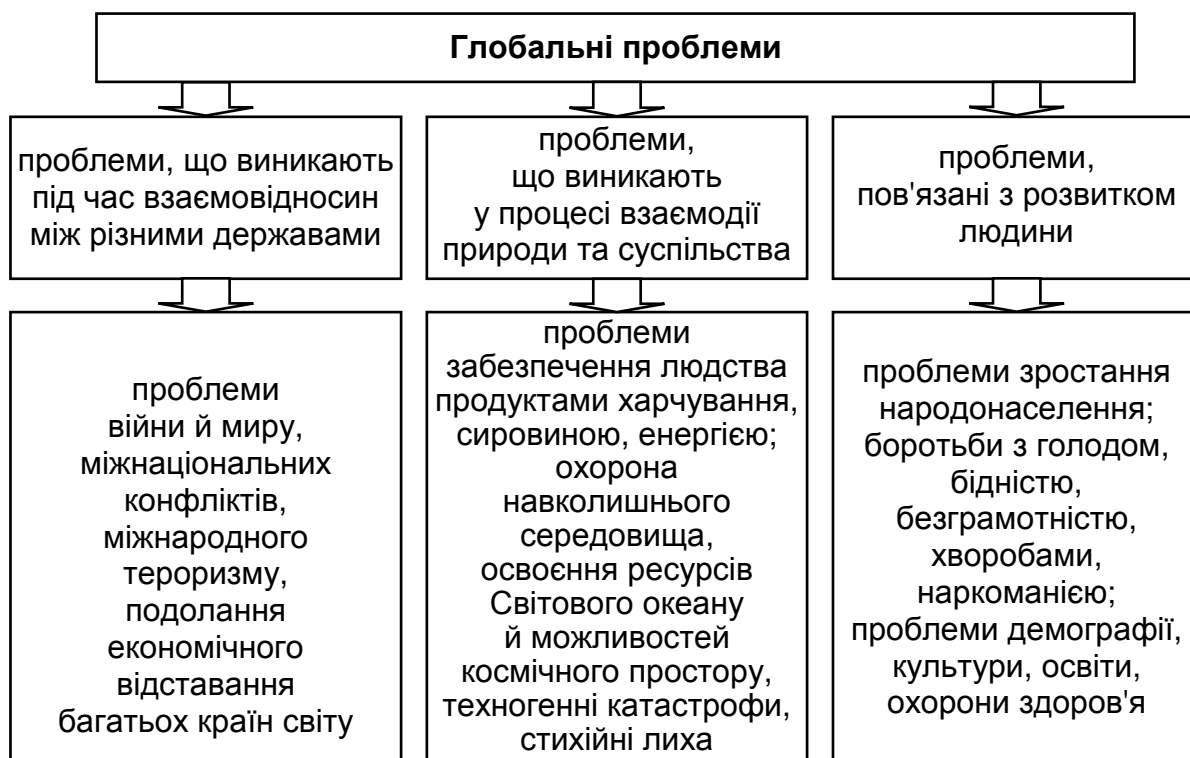 Глобальні проблеми
проблеми, що виникають
під час взаємовідносин
між різними державами
проблеми,
що виникають
у процесі взаємодії
природи та суспільства
проблеми,
пов'язані з розвитком
людини
проблеми
війни й миру,
міжнаціональних
конфліктів,
міжнародного
тероризму,
подолання
економічного
відставання
багатьох країн світу
проблеми
забезпечення людства
продуктами харчування,
сировиною, енергією;
охорона
навколишнього
середовища,
освоєння ресурсів
Світового океану
й можливостей
космічного простору,
техногенні катастрофи,
стихійні лиха
проблеми зростання
народонаселення;
боротьби з голодом,
бідністю,
безграмотністю,
хворобами,
наркоманією;
проблеми демографії,
культури, освіти,
охорони здоров'я